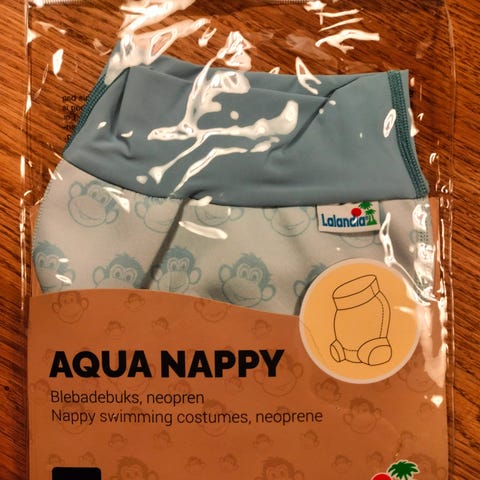 Lalandia
AQUA NAPPY
Blebadebuks, neopren
Nappy swimming costumes, neoprene